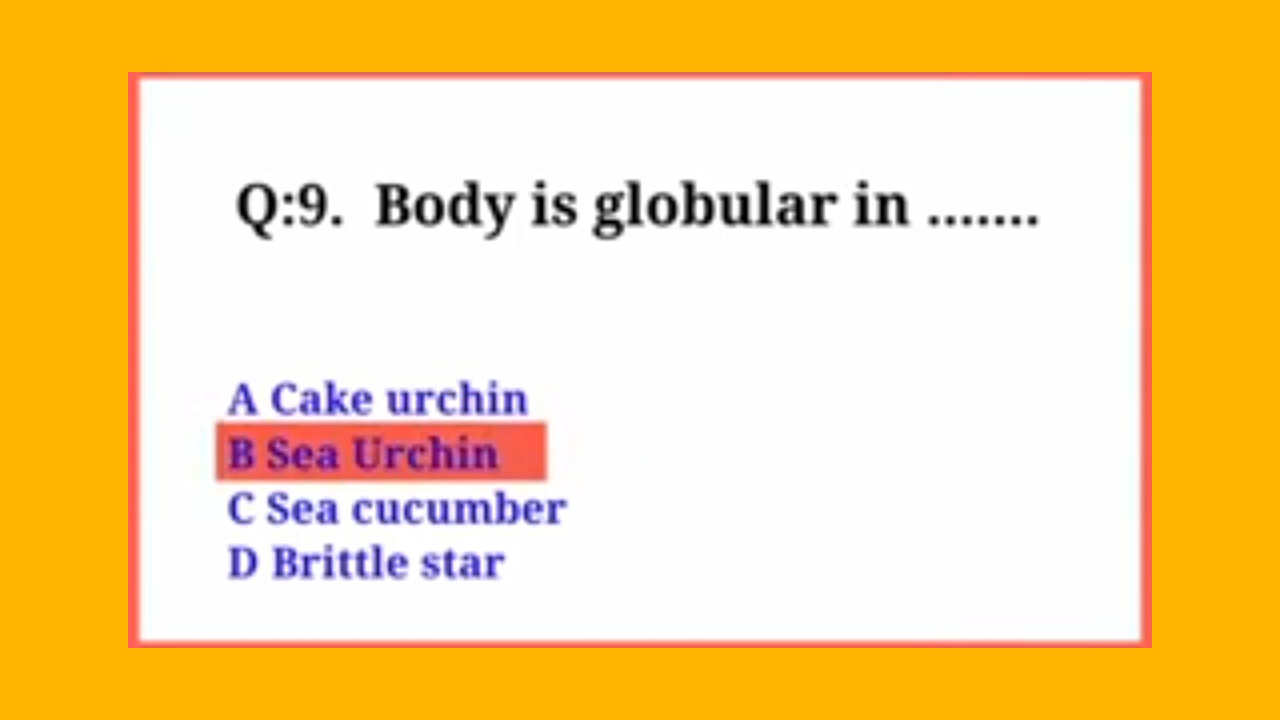 Q:9. Body is globular in .......
A Cake urchin
B Sea Urchin
C Sea cucumber
D Brittle star